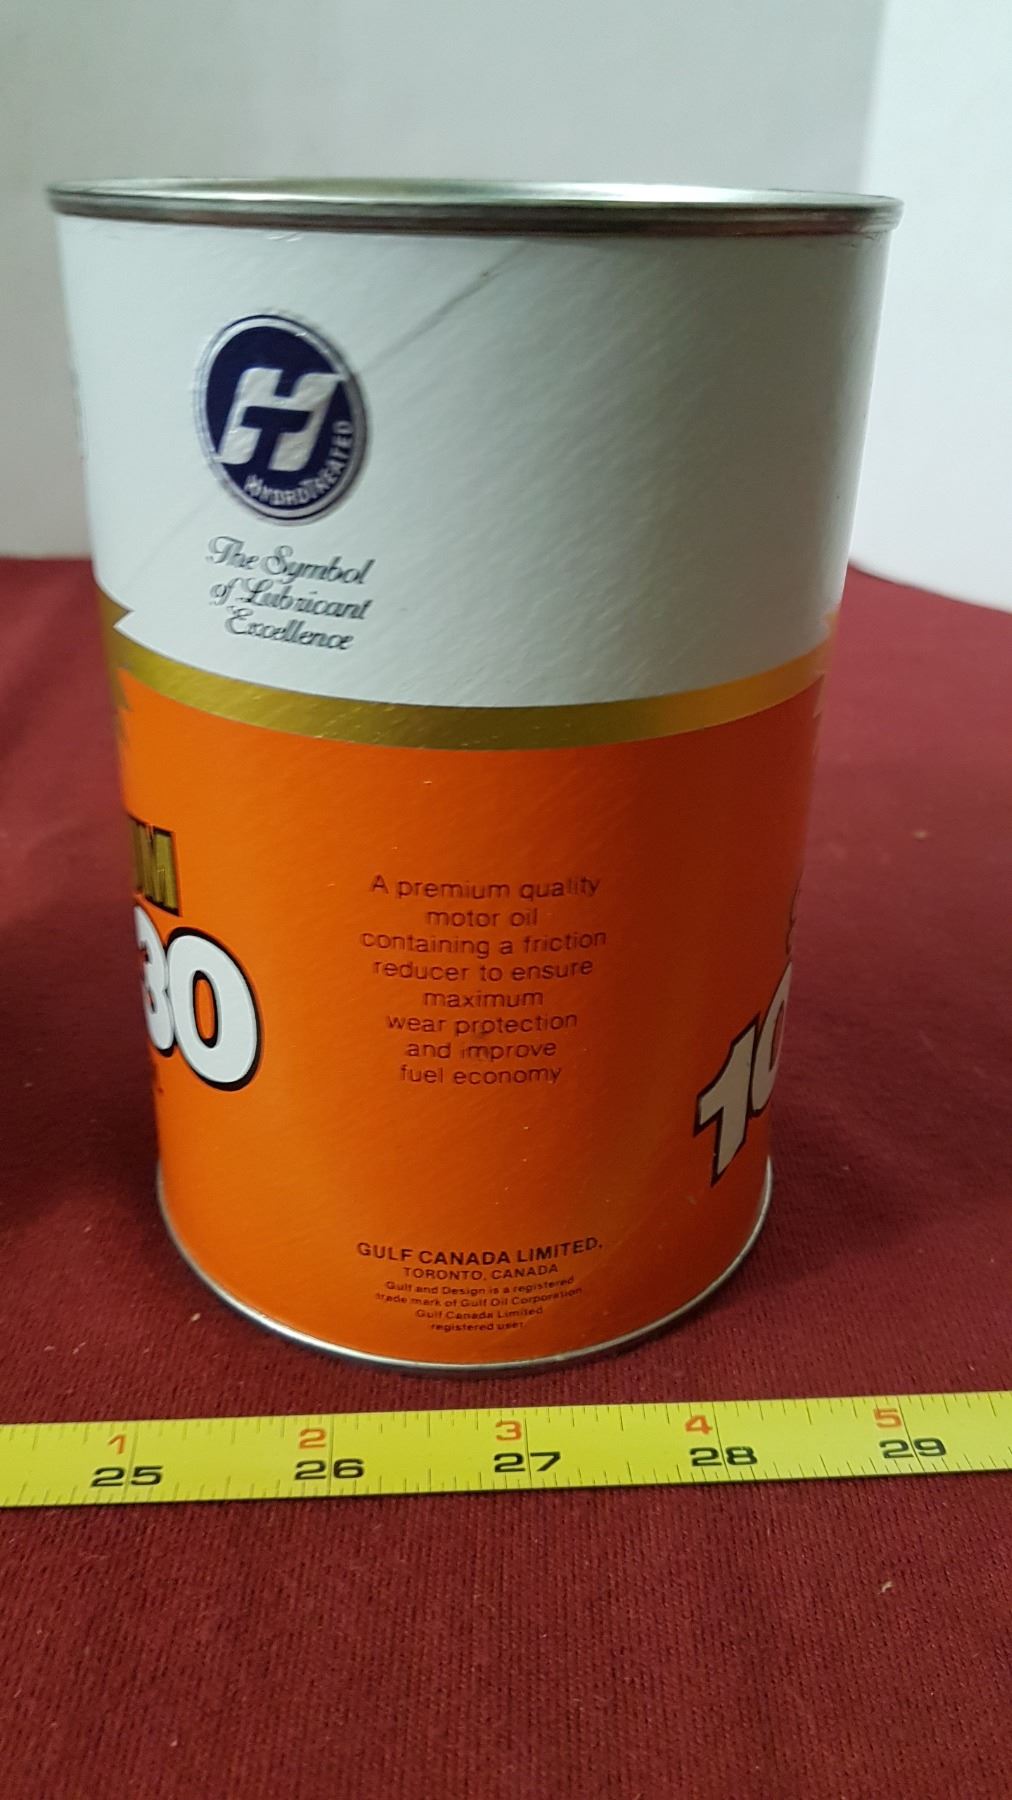 HT
HYDROTREATED
The Symbol
of Lubricant
Excellence
UM
30
A premium quality
motor oil
containing a friction
reducer to ensure
maximum
wear protection
and improve
fuel economy
10
GULF CANADA LIMITED,
TORONTO, CANADA
Gulf and Design is a registered
trade mark of Gulf Oil Corporation
Gulf Canada Limited
registered user
1 2 3 4 5
25 26 27 28 29